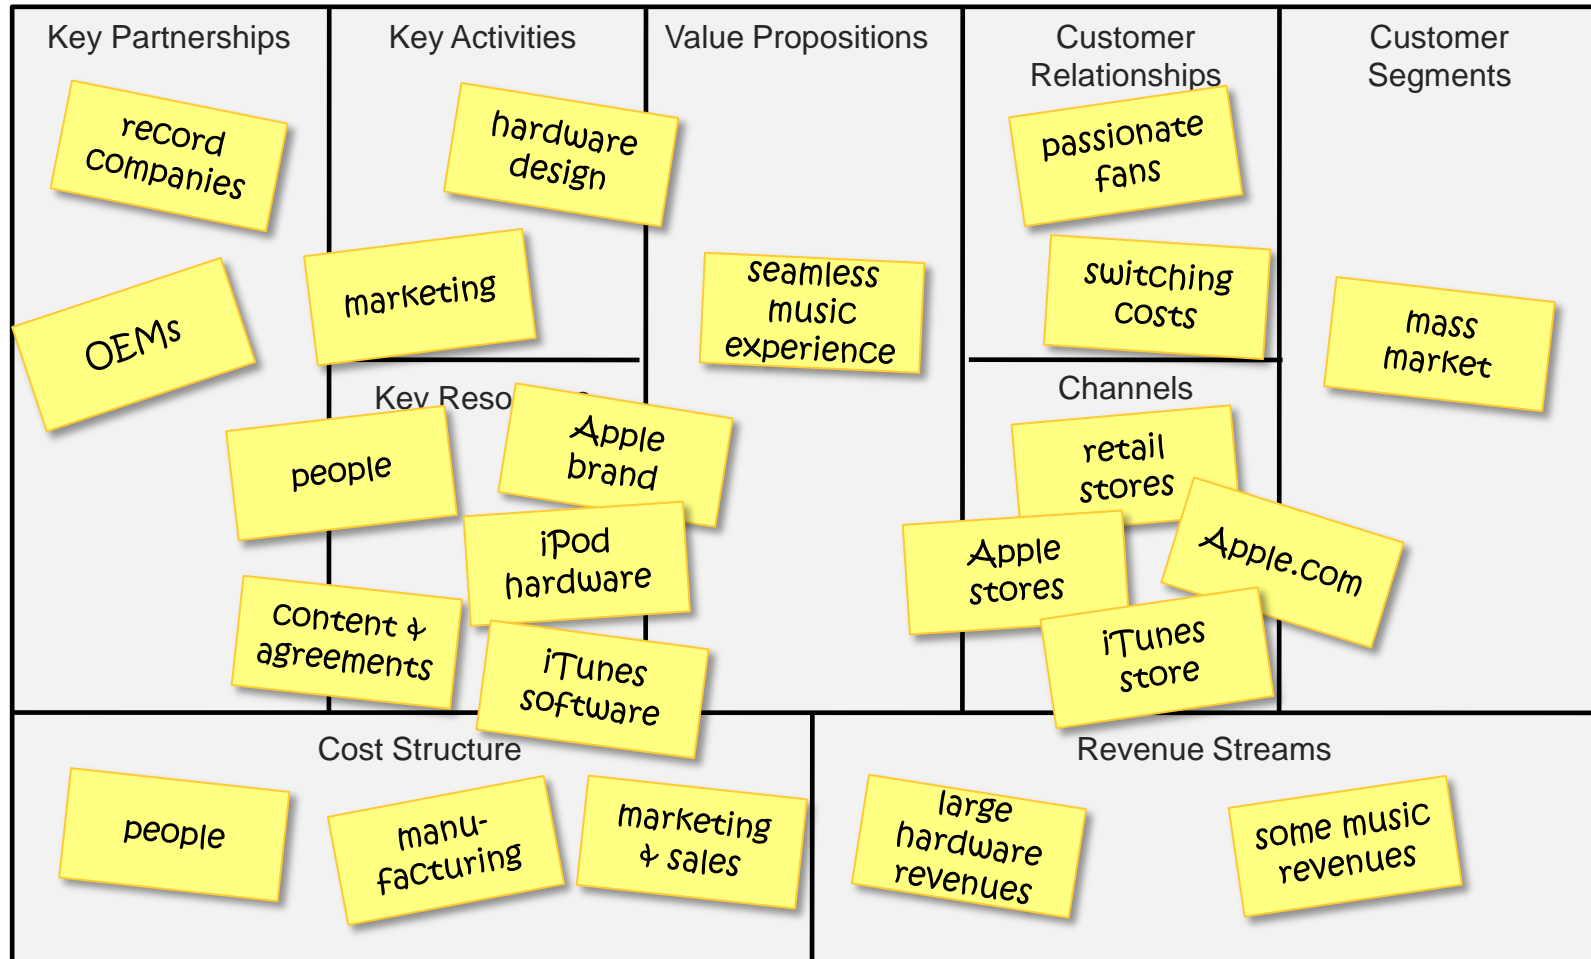 Key Partnerships
record
companies
OEMs
Key Activities
hardware
design
marketing
Key Reso
people
Apple
brand
iPod
hardware
content &
agreements
iTunes
software
Value Propositions
seamless
music
experience
Customer
Relationships
passionate
fans
switching
costs
Channels
retail
stores
Apple
stores
Apple.com
iTunes
store
Customer
Segments
mass
market
Cost Structure
people
manu-
facturing
marketing
& sales
Revenue Streams
large
hardware
revenues
some music
revenues